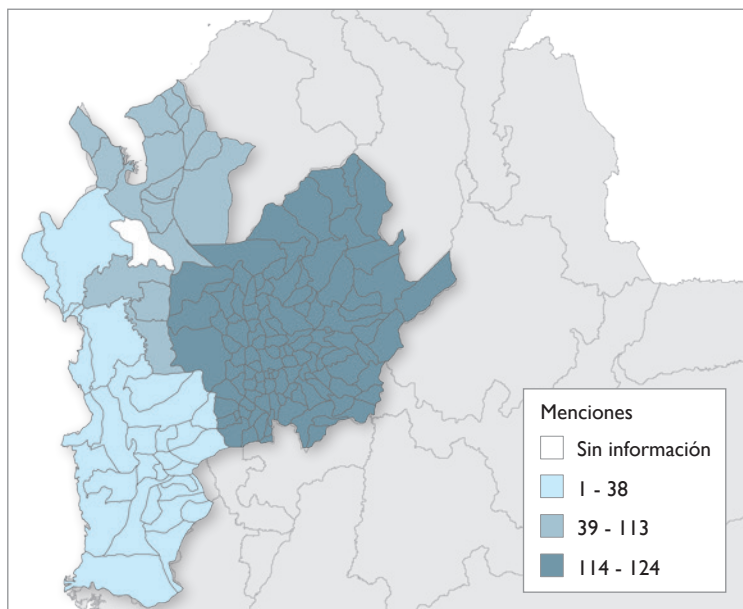 Menciones
Sin información
1 - 38
39 - 113
114 - 124